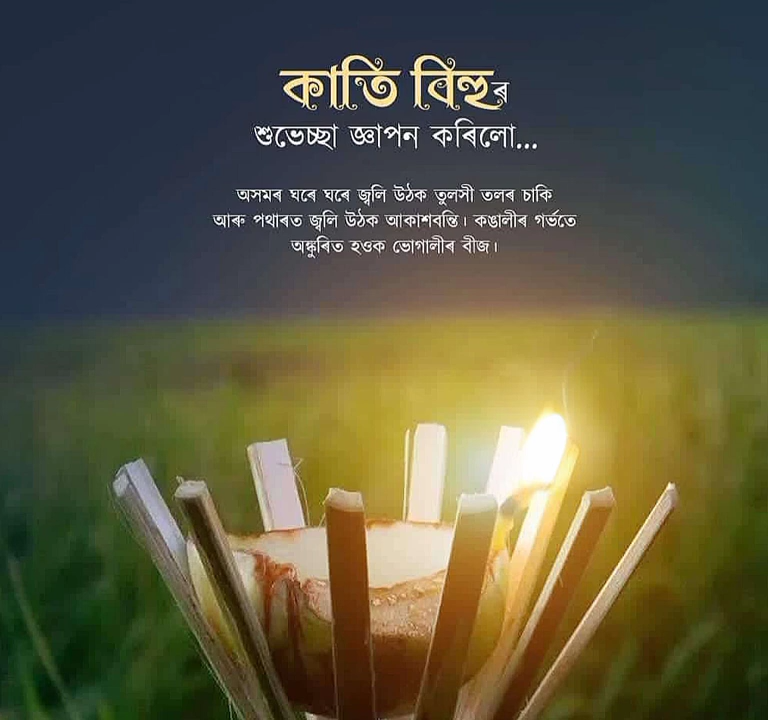 কাতি বিহুৰ
শুভেচ্ছা জ্ঞাপন কৰিলো...
অসমৰ ঘৰে ঘৰে জ্বলি উঠক তুলসী তলৰ চাকি
আৰু পথাৰত জ্বলি উঠক আকাশবন্তি। কঙালীৰ গৰ্ভতে
অঙ্কুৰিত হওক ভোগালীৰ বীজ।